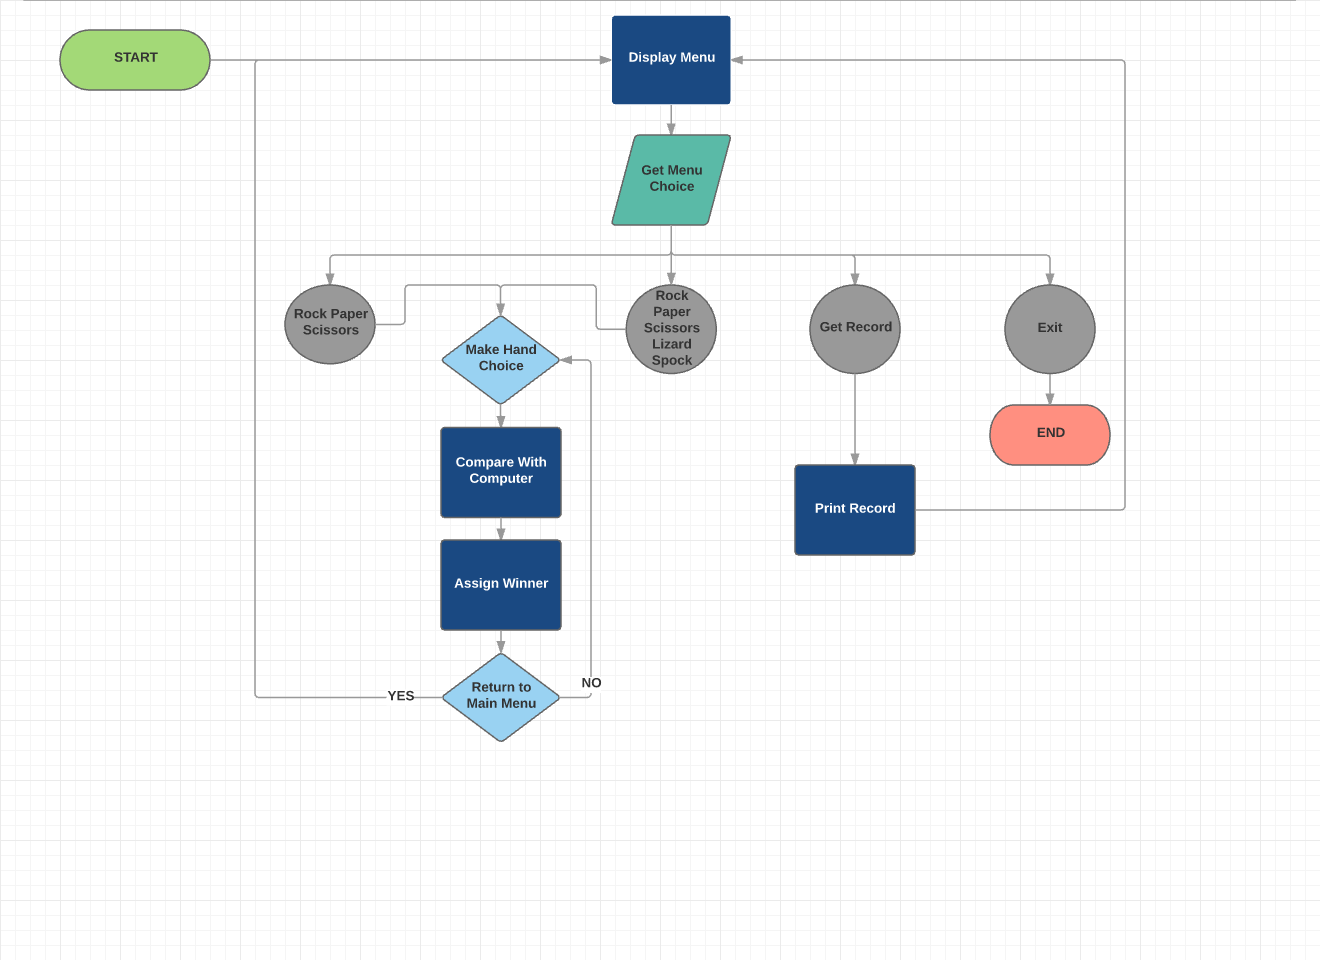 START
Display Menu
Get Menu
Choice
Rock Paper
Scissors
Rock
Paper
Scissors
Lizard
Spock
Get Record
Exit
Make Hand
Choice
END
Compare With
Computer
Print Record
Assign Winner
Return to
Main Menu
YES
NO